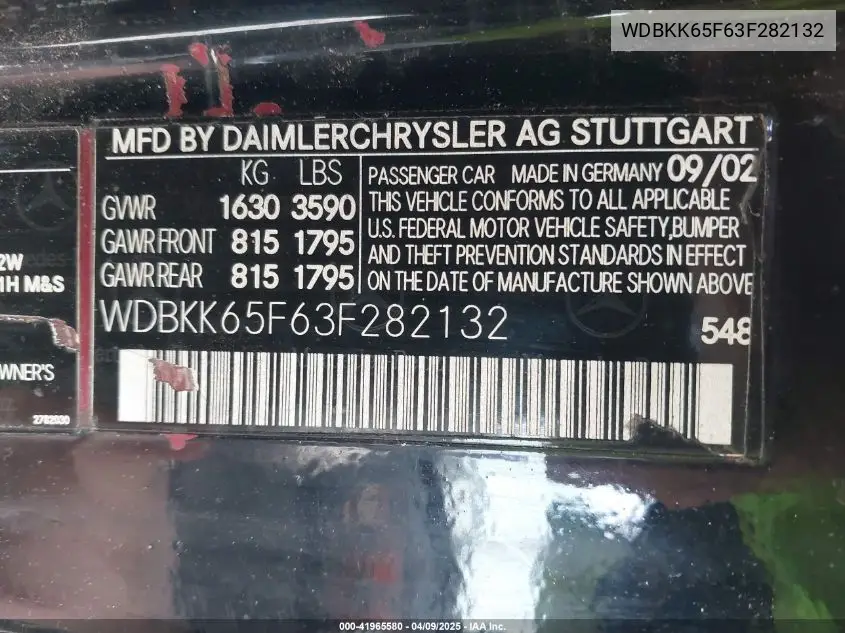 WDBKK65F63F282132
MFD BY DAIMLERCHRYSLER AG STUTTGART
KG LBS
GVWR 1630 3590
GAWR FRONT 815 1795
GAWR REAR 815 1795
PASSENGER CAR MADE IN GERMANY 09/02
THIS VEHICLE CONFORMS TO ALL APPLICABLE
U.S. FEDERAL MOTOR VEHICLE SAFETY,BUMPER
AND THEFT PREVENTION STANDARDS IN EFFECT
ON THE DATE OF MANUFACTURE SHOWN ABOVE
WDBKK65F63F282132
548
2W
1H M&S
WNER'S
2782030
000-41965580 - 04/09/2025 - IAA Inc.